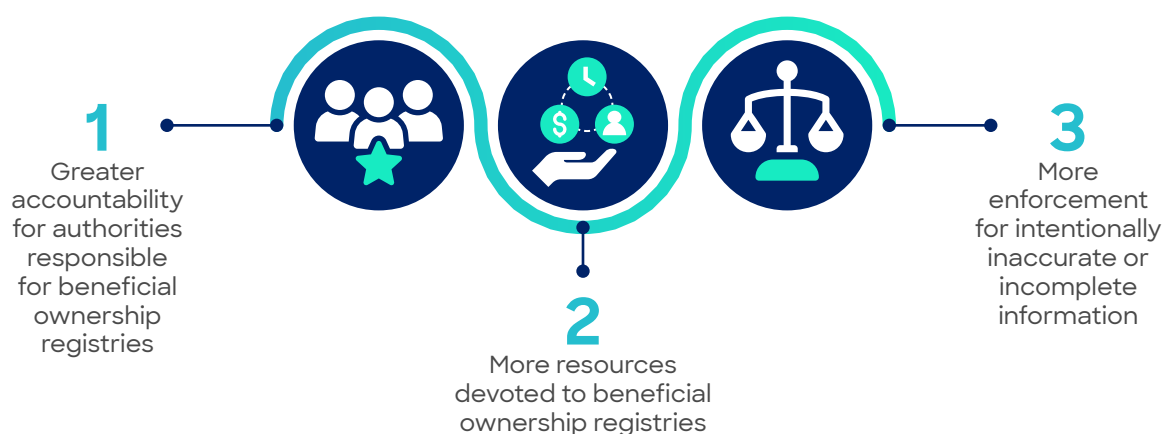 1
Greater
accountability
for authorities
responsible
for beneficial
ownership
registries
$
2
More resources
devoted to beneficial
ownership registries
3
More
enforcement
for intentionally
inaccurate or
incomplete
information